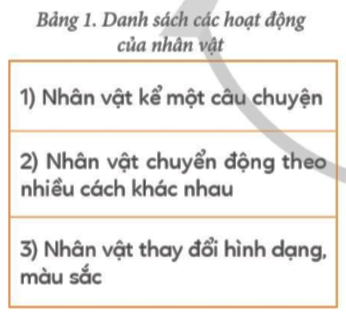 Bảng 1. Danh sách các hoạt động
của nhân vật
1) Nhân vật kể một câu chuyện
2) Nhân vật chuyển động theo
nhiều cách khác nhau
3) Nhân vật thay đổi hình dạng,
màu sắc